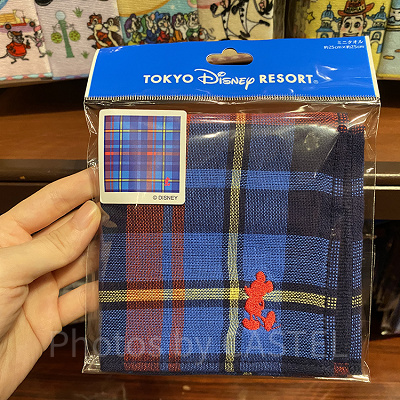 ミニタオル
約25cm×約25cm
TOKYO Disney RESORT®
© DISNEY
Photos by CASTEL